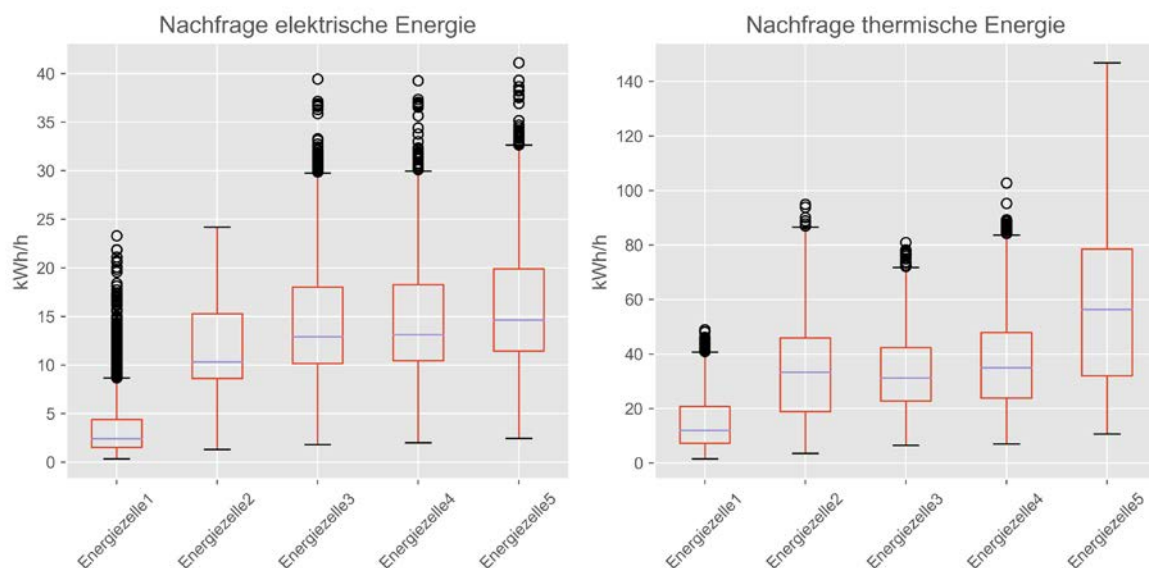 Nachfrage elektrische Energie
40
35
30
25
20
15
10
5
0
kWh/h
Energiezelle1
Energiezelle2
Energiezelle3
Energiezelle4
Energiezelle5
Nachfrage thermische Energie
140
120
100
80
60
40
20
0
kWh/h
Energiezelle1
Energiezelle2
Energiezelle3
Energiezelle4
Energiezelle5